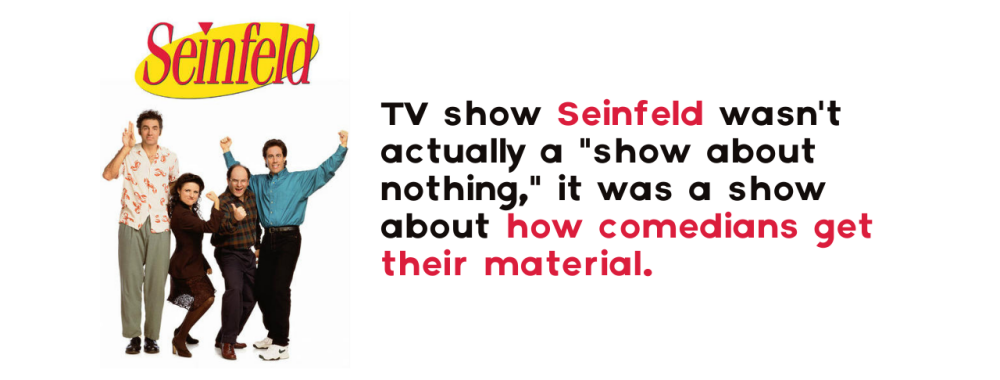 Seinfeld
TV show Seinfeld wasn't
actually a "show about
nothing," it was a show
about how comedians get
their material.